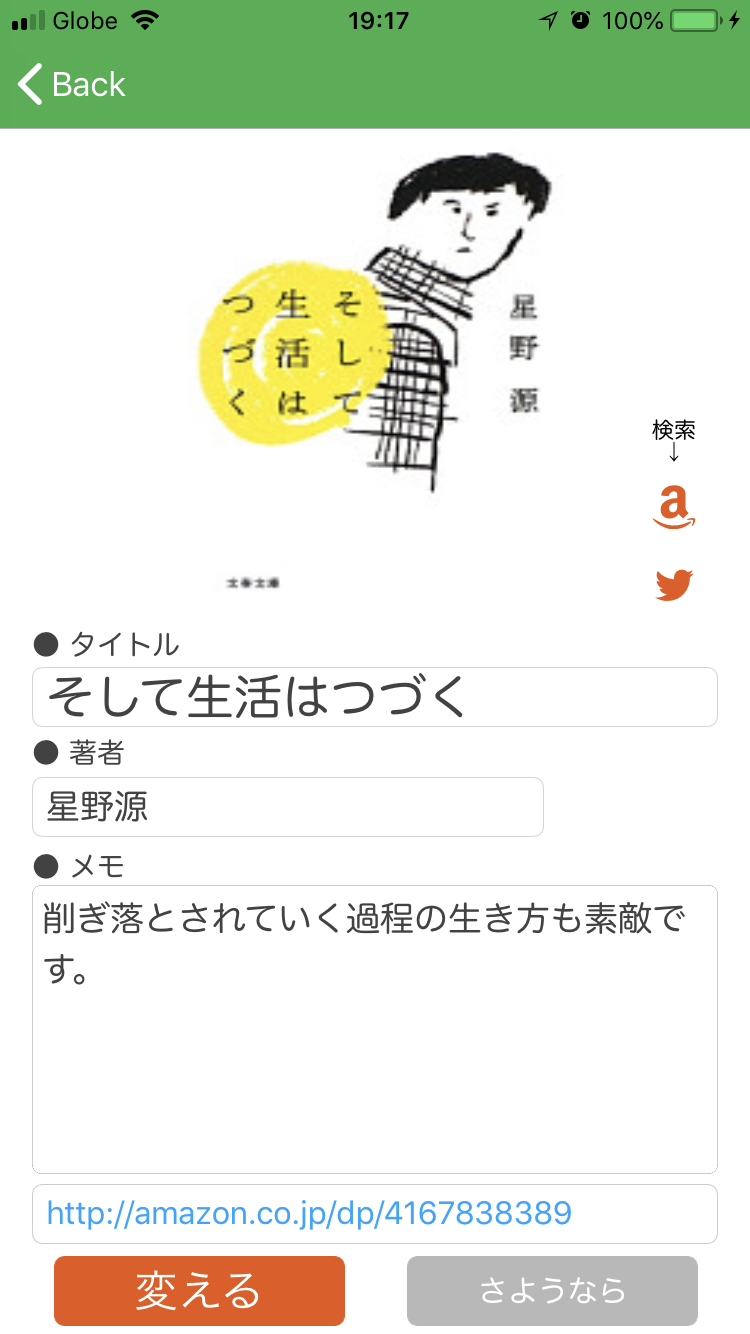 Globe
19:17
100%
Back
そして
生活は
つづく
星野源
文春文庫
検索
↓
a
● タイトル
そして生活はつづく
● 著者
星野源
● メモ
削ぎ落とされていく過程の生き方も素敵で
す。
http://amazon.co.jp/dp/4167838389
変える
さようなら